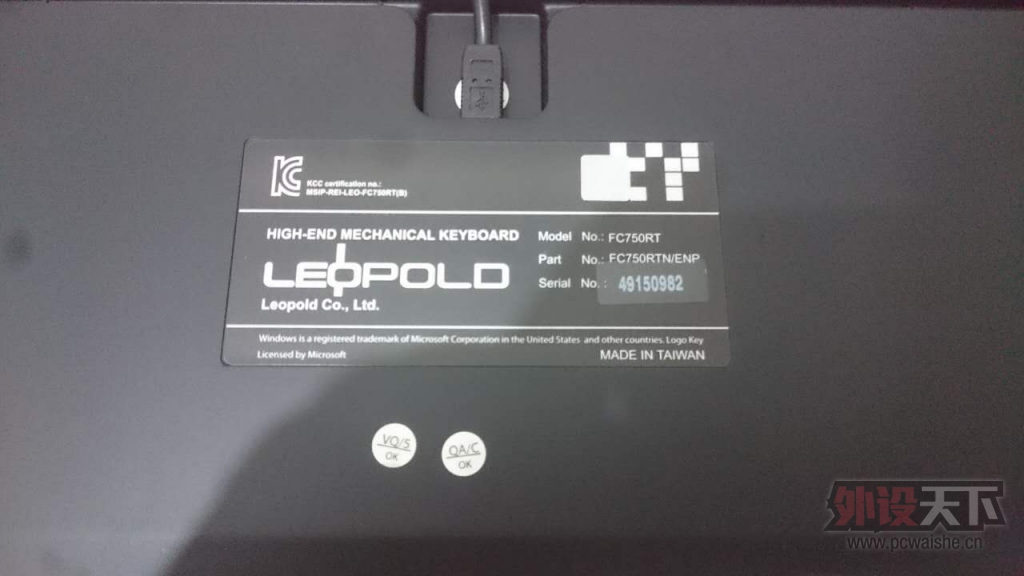 KCC certification no.:
MSIP-REI-LEO-FC750RT(B)
HIGH-END MECHANICAL KEYBOARD
LEOPOLD
Leopold Co., Ltd.
Model No.: FC750RT
Part No.: FC750RTN/ENP
Serial No.: 49150982
Windows is a registered trademark of Microsoft Corporation in the United States and other countries. Logo Key
Licensed by Microsoft
MADE IN TAIWAN
VQ/S
OK
QA/C
OK
外设天下
www.pcwaishe.cn